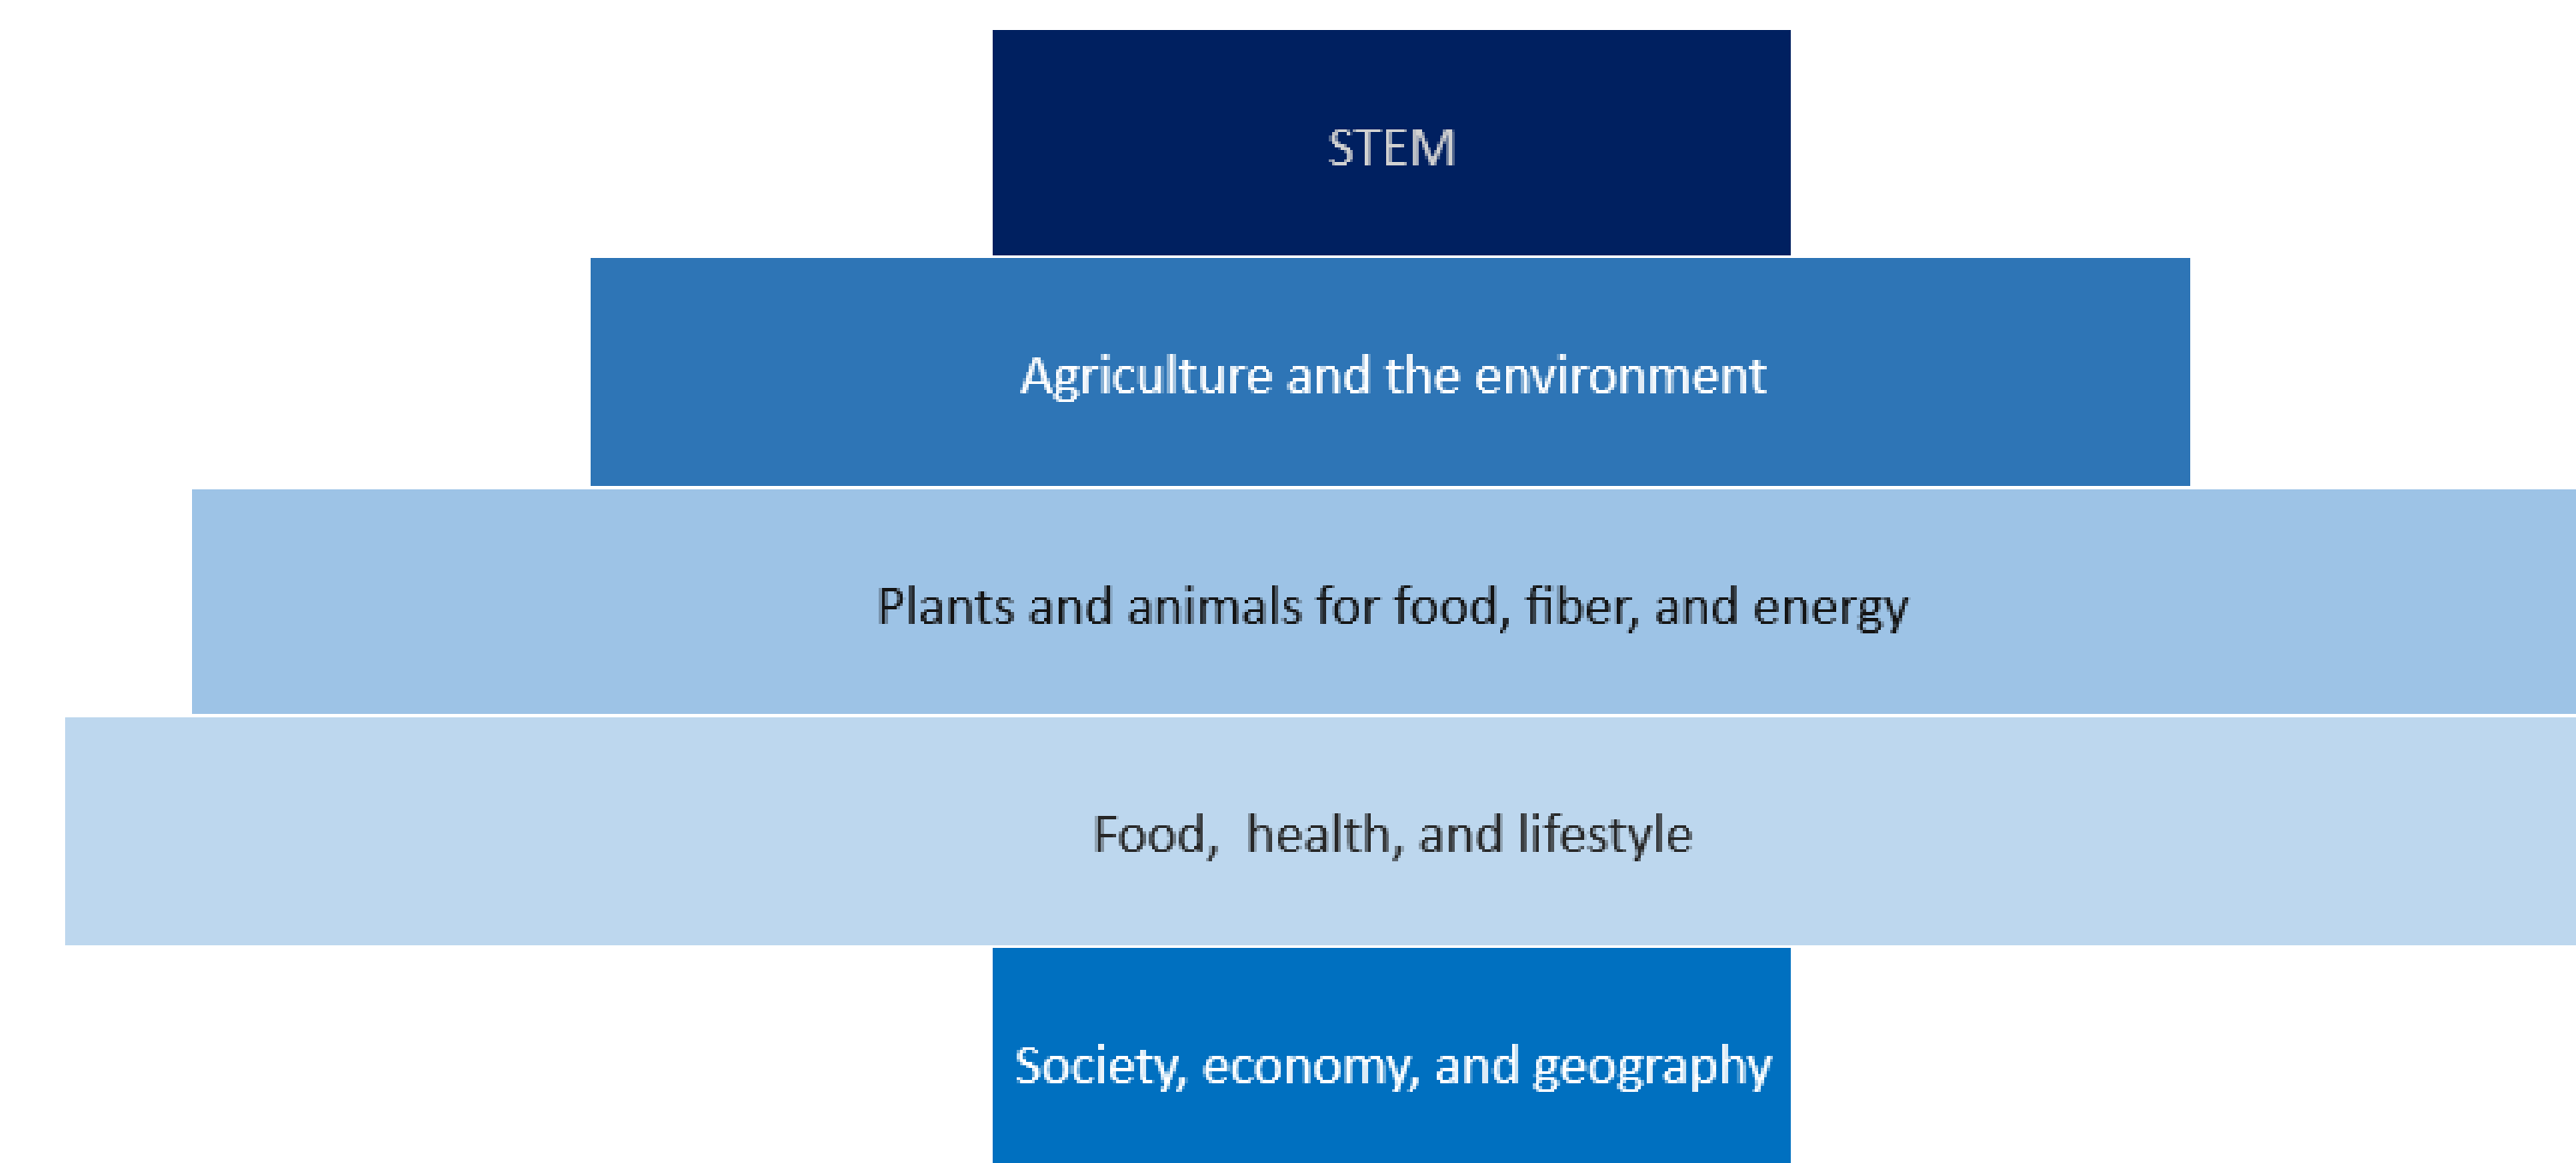 STEM
Agriculture and the environment
Plants and animals for food, fiber, and energy
Food,  health, and lifestyle
Society, economy, and geography